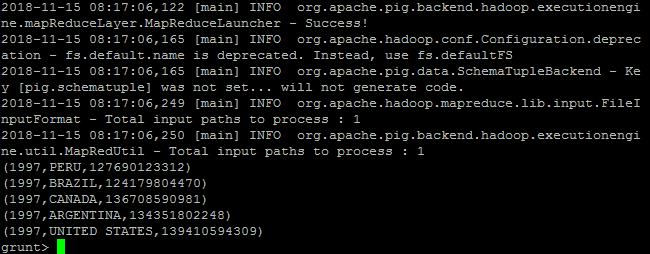 2018-11-15 08:17:06,122 [main] INFO  org.apache.pig.backend.hadoop.executionengi
ne.mapReduceLayer.MapReduceLauncher - Success!
2018-11-15 08:17:06,165 [main] INFO  org.apache.hadoop.conf.Configuration.deprec
ation - fs.default.name is deprecated. Instead, use fs.defaultFS
2018-11-15 08:17:06,165 [main] INFO  org.apache.pig.data.SchemaTupleBackend - Ke
y [pig.schematuple] was not set... will not generate code.
2018-11-15 08:17:06,249 [main] INFO  org.apache.hadoop.mapreduce.lib.input.FileI
nputFormat - Total input paths to process : 1
2018-11-15 08:17:06,250 [main] INFO  org.apache.pig.backend.hadoop.executionengi
ne.util.MapRedUtil - Total input paths to process : 1
(1997,PERU,127690123312)
(1997,BRAZIL,124179804470)
(1997,CANADA,136708590981)
(1997,ARGENTINA,134351802248)
(1997,UNITED STATES,139410594309)
grunt>